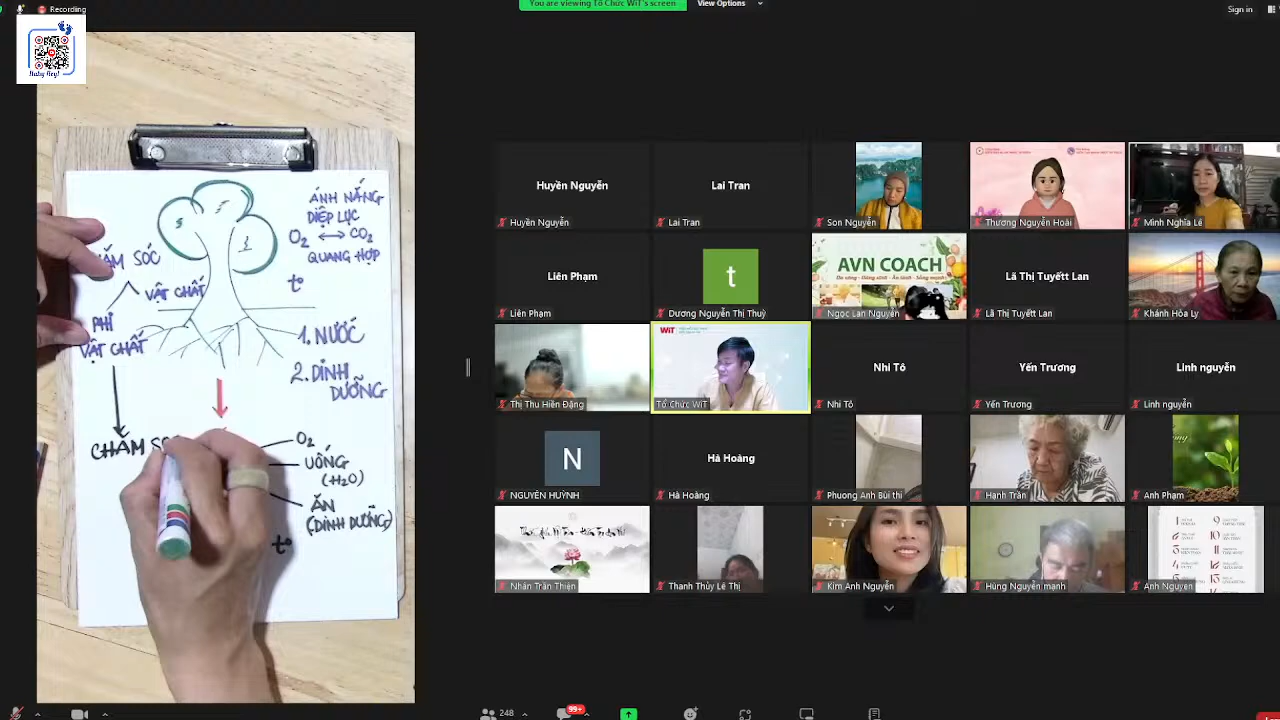 Recording
You are viewing Tổ Chức WiT's screen
View Options
Sign in
Baby Hey!
ÁNH NẮNG
DIỆP LỤC
O₂ ↔ CO₂
QUANG HỢP
t°
SÓC
VẬT CHẤT
PHI
VẬT CHẤT
1. NƯỚC
2. DINH
DƯỠNG
CHĂM
O₂
UỐNG
(H₂O)
ĂN
(DINH DƯỠNG)
t°
Huyền Nguyễn
Huyền Nguyễn
Lai Tran
Lai Tran
Son Nguyen
Thương Nguyễn Hoài
Minh Nghĩa Lê
Liên Phạm
Liên Phạm
t
Dương Nguyễn Thị Thuỳ
AVN COACH
Ngọc Lan Nguyễn
Lã Thị Tuyết Lan
Lã Thị Tuyết Lan
Khánh Hòa Ly
Thị Thu Hiền Đặng
WiT
Tổ Chức WiT
Nhi Tô
Nhi Tô
Yến Trương
Yến Trương
Linh nguyễn
Linh nguyễn
N
NGUYÊN HUỲNH
Hà Hoàng
Hà Hoàng
Phuong Anh Bùi thi
Hạnh Trần
Anh Phạm
Nhân Trần Thiện
Thanh Thủy Lê Thị
Kim Anh Nguyễn
Hùng Nguyễn mạnh
Anh Nguyen
248
99+